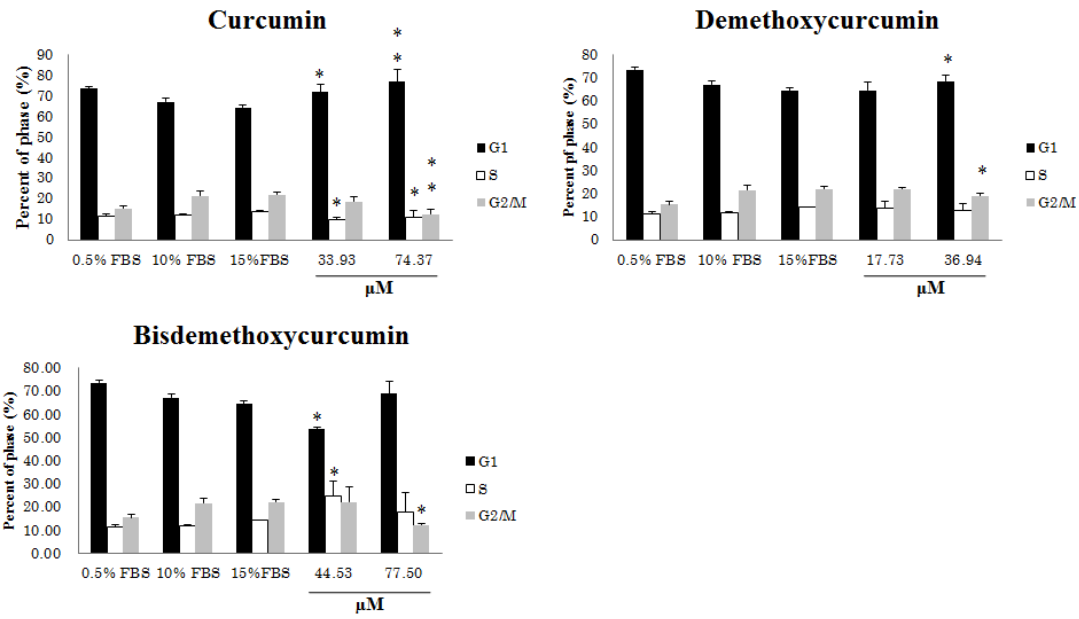 Curcumin
Percent of phase (%)
90
80
70
60
50
40
30
20
10
0
*
*
*
*
*
*
*
G1
S
G2/M
0.5% FBS 10% FBS 15%FBS 33.93 74.37
µM
Demethoxycurcumin
Percent pf phase (%)
80
70
60
50
40
30
20
10
0
*
*
G1
S
G2/M
0.5% FBS 10% FBS 15%FBS 17.73 36.94
µM
Bisdemethoxycurcumin
Percent of phase (%)
80.00
70.00
60.00
50.00
40.00
30.00
20.00
10.00
0.00
*
*
*
G1
S
G2/M
0.5% FBS 10% FBS 15%FBS 44.53 77.50
µM